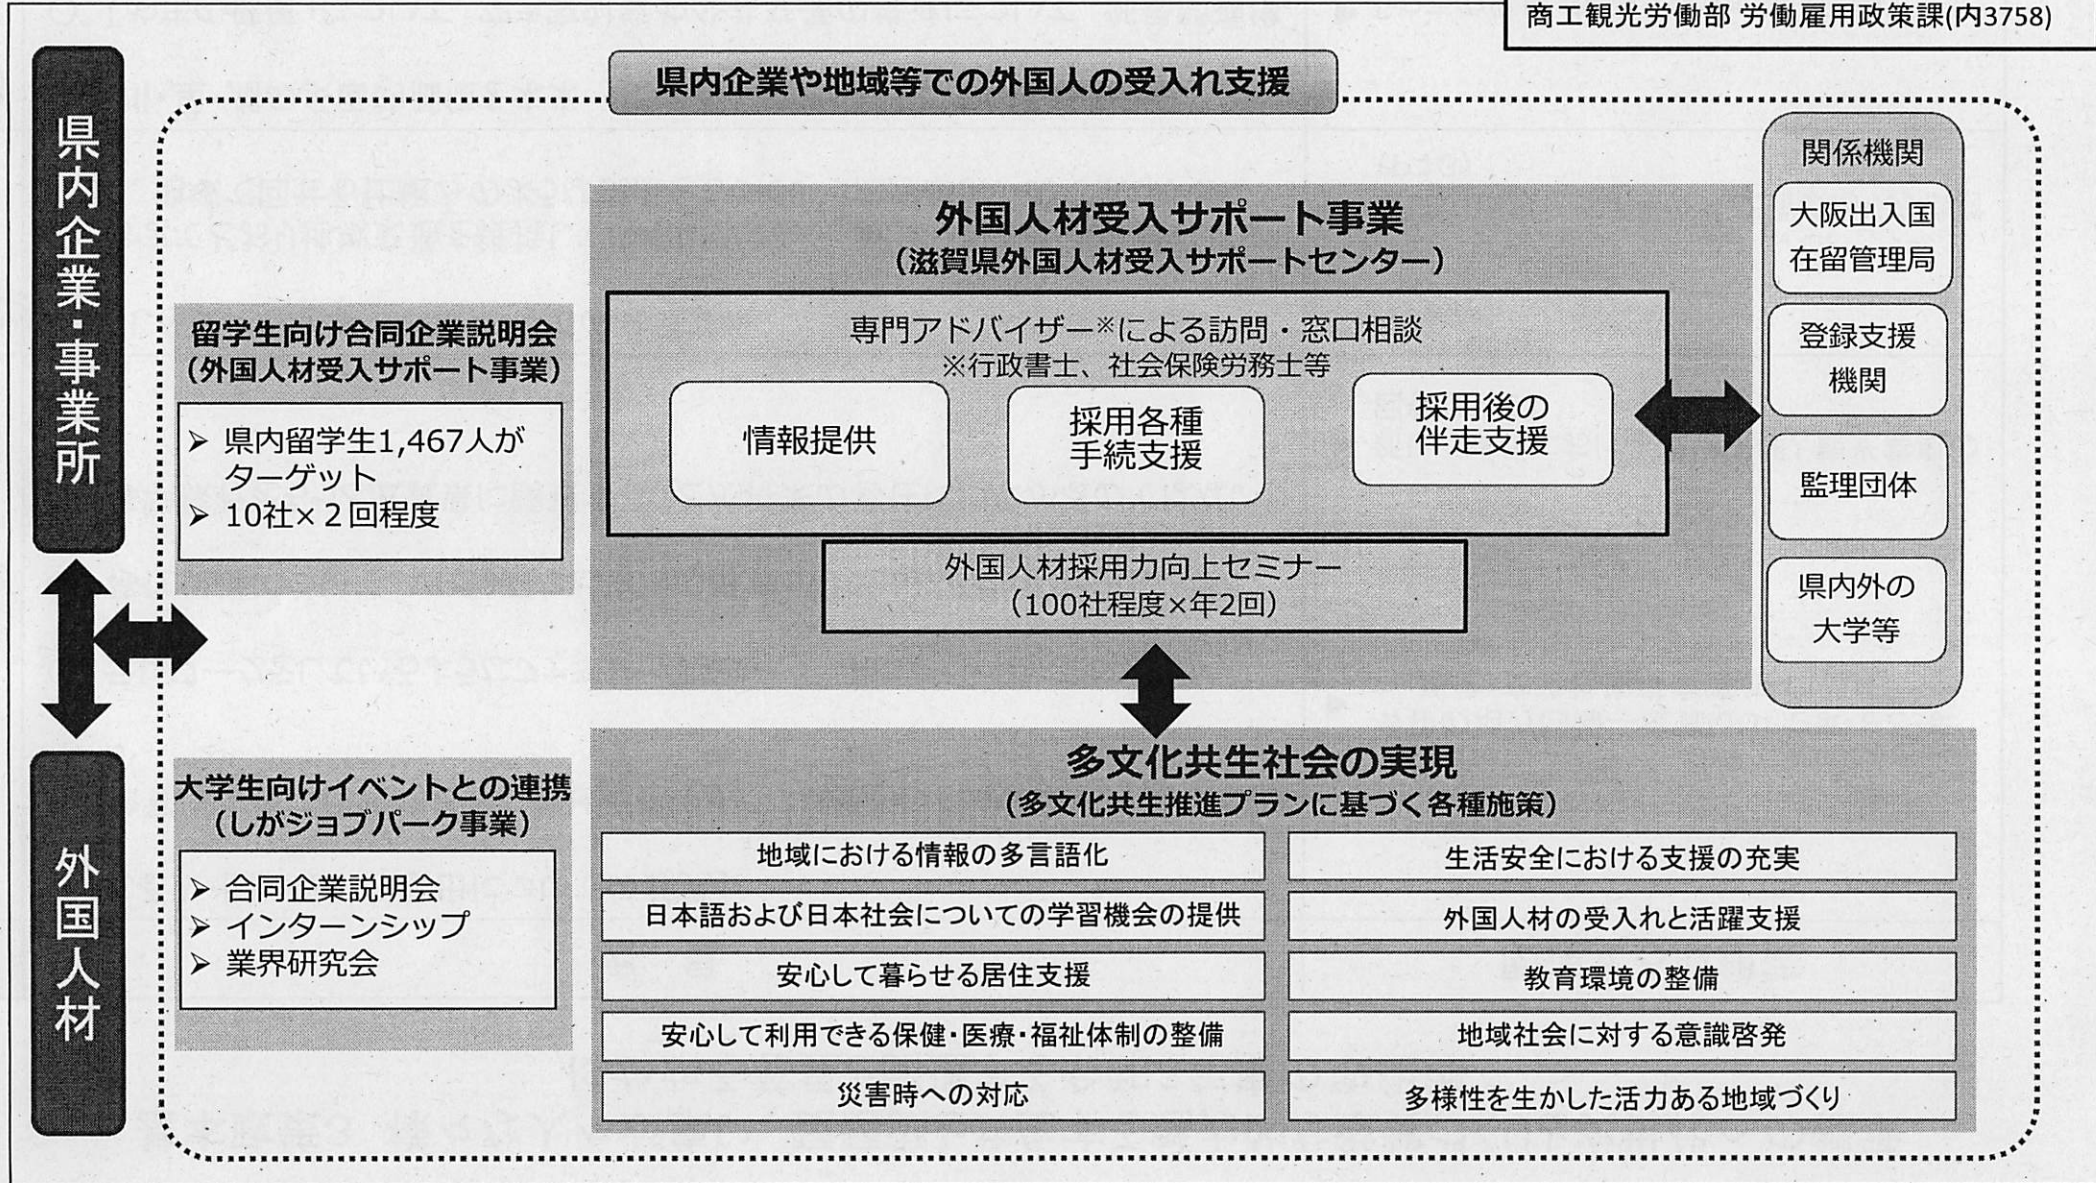 商工観光労働部 労働雇用政策課(内3758)
県内企業や地域等での外国人の受入れ支援
県内企業・事業所
外国人材
留学生向け合同企業説明会
(外国人材受入サポート事業)
➢ 県内留学生1,467人が
ターゲット
➢ 10社×２回程度
大学生向けイベントとの連携
(しがジョブパーク事業)
➢ 合同企業説明会
➢ インターンシップ
➢ 業界研究会
外国人材受入サポート事業
(滋賀県外国人材受入サポートセンター)
専門アドバイザー※による訪問・窓口相談
※行政書士、社会保険労務士等
情報提供
採用各種
手続支援
採用後の
伴走支援
外国人材採用力向上セミナー
(100社程度×年2回)
関係機関
大阪出入国
在留管理局
登録支援
機関
監理団体
県内外の
大学等
多文化共生社会の実現
(多文化共生推進プランに基づく各種施策)
地域における情報の多言語化
日本語および日本社会についての学習機会の提供
安心して暮らせる居住支援
安心して利用できる保健・医療・福祉体制の整備
災害時への対応
生活安全における支援の充実
外国人材の受入れと活躍支援
教育環境の整備
地域社会に対する意識啓発
多様性を生かした活力ある地域づくり